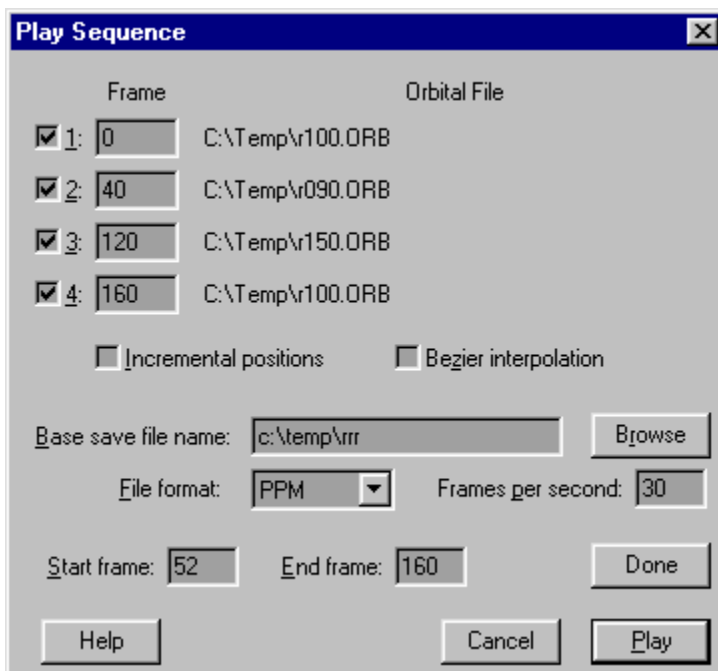 Play Sequence
Frame Orbital File
1: 0 C:\Temp\r100.ORB
2: 40 C:\Temp\r090.ORB
3: 120 C:\Temp\r150.ORB
4: 160 C:\Temp\r100.ORB
Incremental positions Bezier interpolation
Base save file name: c:\temp\rrr Browse
File format: PPM Frames per second: 30
Start frame: 52 End frame: 160 Done
Help Cancel Play